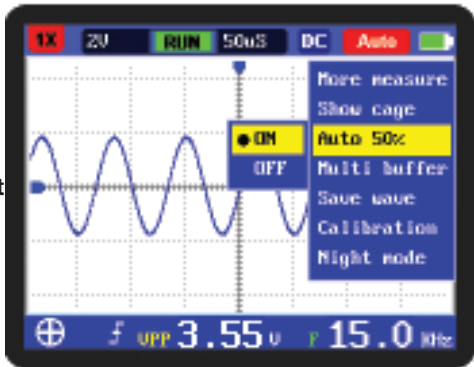 1X 2V RUN 50uS DC Auto
More measure
Show cage
ON Auto 50%
OFF Multi buffer
Save wave
Calibration
Night mode
t
VPP 3.55 V F 15.0 KHz